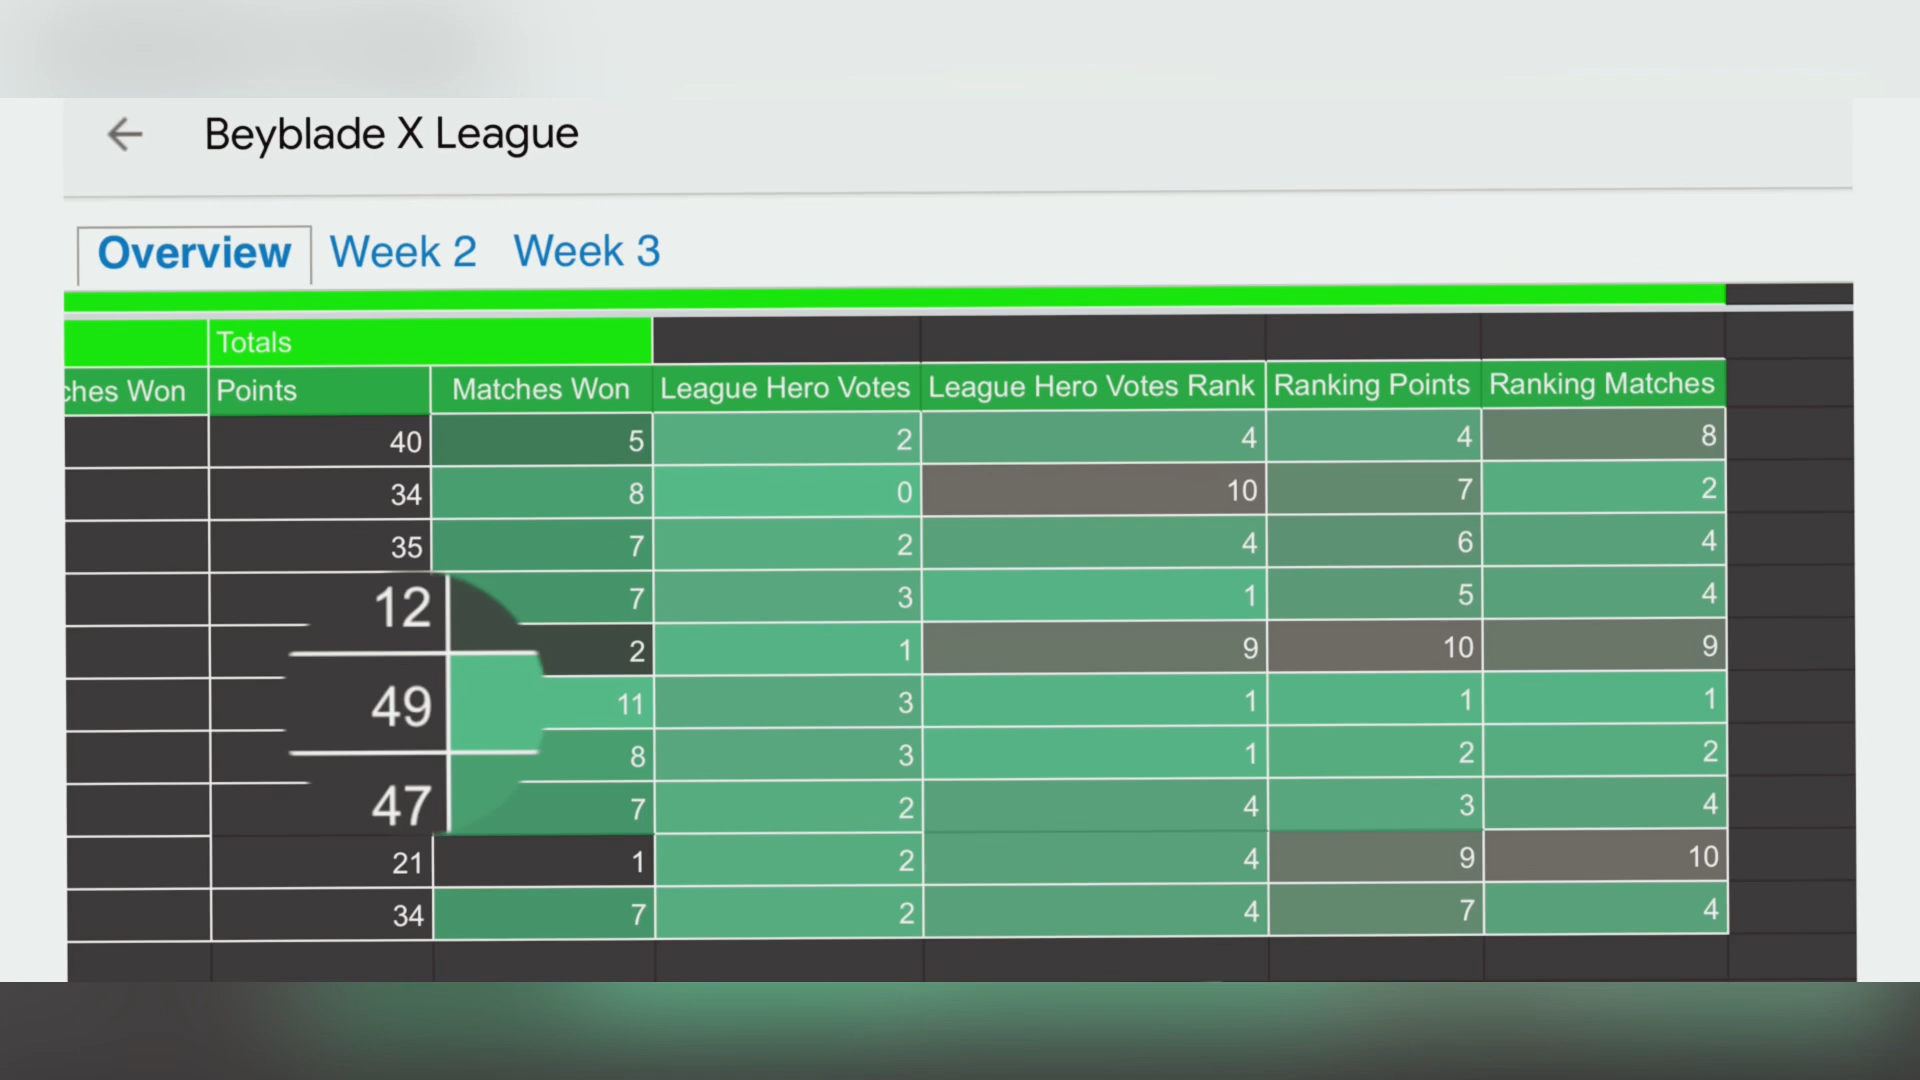 Beyblade X League
Overview Week 2 Week 3
Totals
ches Won Points Matches Won League Hero Votes League Hero Votes Rank Ranking Points Ranking Matches
40 5 2 4 4 8
34 8 0 10 7 2
35 7 2 4 6 4
7 3 1 5 4
12 2 1 9 10 9
49 11 3 1 1 1
47 8 3 1 2 2
7 2 4 3 4
21 1 2 4 9 10
34 7 2 4 7 4